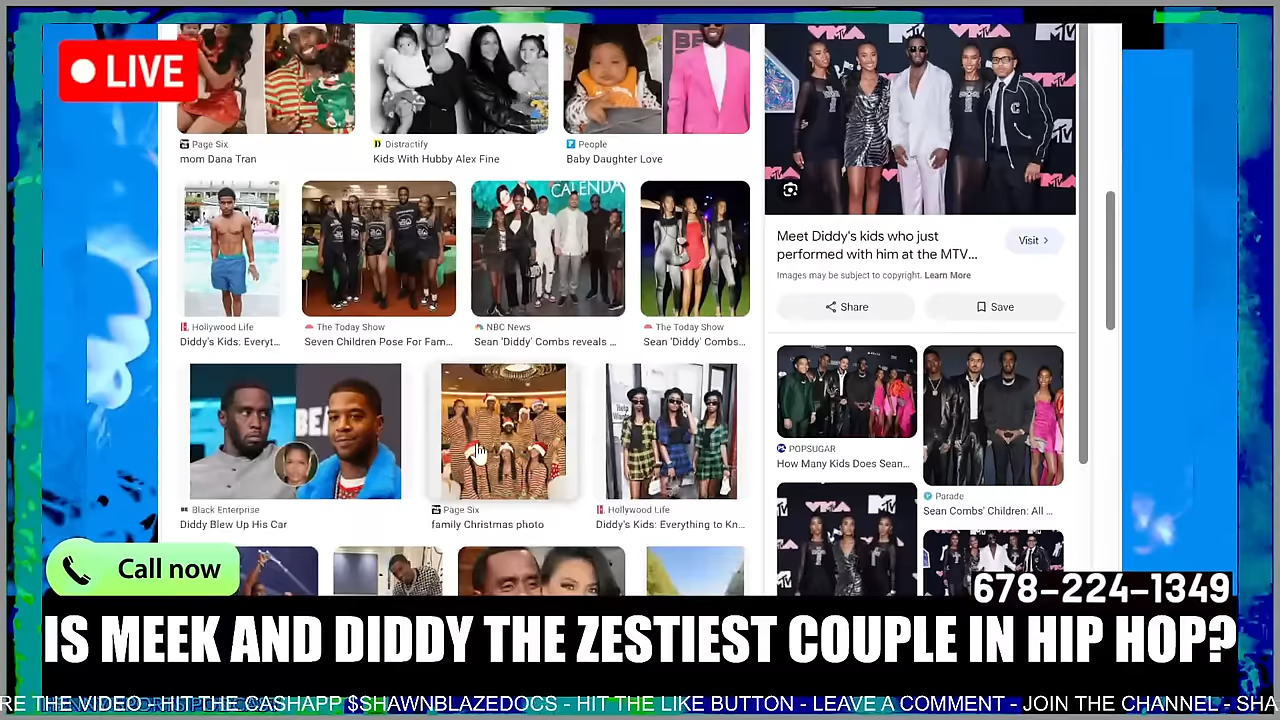 LIVE
Page Six
mom Dana Tran
Distractify
Kids With Hubby Alex Fine
People
Baby Daughter Love
Meet Diddy's kids who just
performed with him at the MTV...
Visit
Images may be subject to copyright. Learn More
Share
Save
CALENDA
Hollywood Life
Diddy's Kids: Everyt...
The Today Show
Seven Children Pose For Fam...
NBC News
Sean 'Diddy' Combs reveals ...
The Today Show
Sean 'Diddy' Combs...
Black Enterprise
Diddy Blew Up His Car
Page Six
family Christmas photo
Hollywood Life
Diddy's Kids: Everything to Kn...
POPSUGAR
How Many Kids Does Sean...
Parade
Sean Combs' Children: All ...
Call now
678-224-1349
IS MEEK AND DIDDY THE ZESTIEST COUPLE IN HIP HOP?
RE THE VIDEO - HIT THE CASHAPP $SHAWNBLAZEDOCS - HIT THE LIKE BUTTON - LEAVE A COMMENT - JOIN THE CHANNEL - SHA